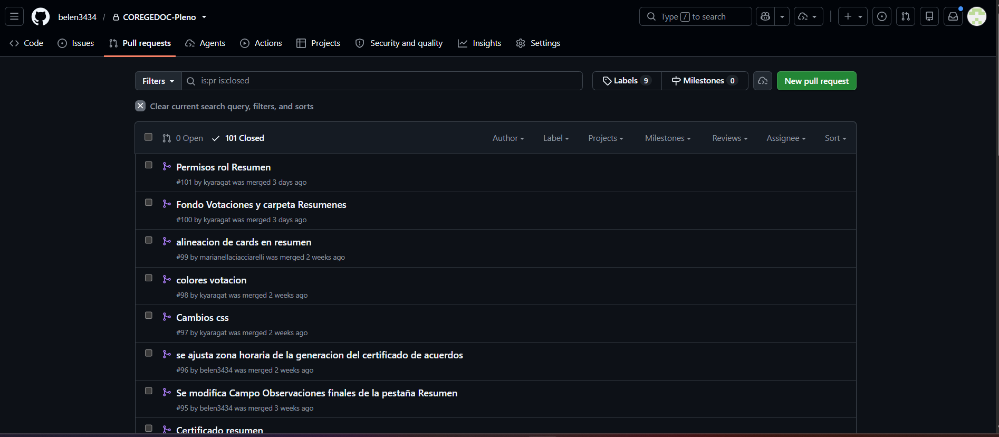 belen3434 / COREGEDOC-Pleno
Type / to search
Code Issues Pull requests Agents Actions Projects Security and quality Insights Settings
Filters is:pr is:closed Labels 9 Milestones 0 New pull request
Clear current search query, filters, and sorts
0 Open 101 Closed Author Label Projects Milestones Reviews Assignee Sort
Permisos rol Resumen
#101 by kyaragat was merged 3 days ago
Fondo Votaciones y carpeta Resumenes
#100 by kyaragat was merged 3 days ago
alineacion de cards en resumen
#99 by marianellaciacciarelli was merged 2 weeks ago
colores votacion
#98 by kyaragat was merged 2 weeks ago
Cambios css
#97 by kyaragat was merged 2 weeks ago
se ajusta zona horaria de la generacion del certificado de acuerdos
#96 by belen3434 was merged 2 weeks ago
Se modifica Campo Observaciones finales de la pestaña Resumen
#95 by belen3434 was merged 3 weeks ago
Certificado resumen